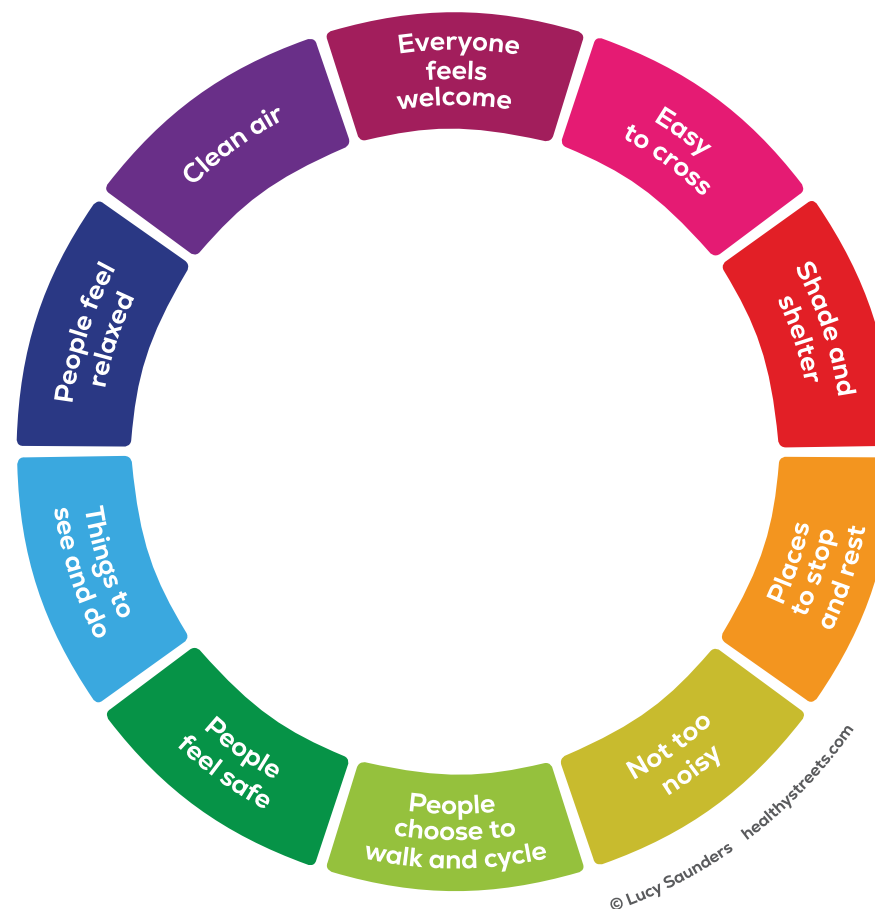 Everyone
feels
welcome
Easy
to cross
Shade and
shelter
Places
to stop
and rest
Not too
noisy
People
choose to
walk and cycle
People
feel safe
Things to
see and do
People feel
relaxed
Clean air
© Lucy Saunders healthystreets.com